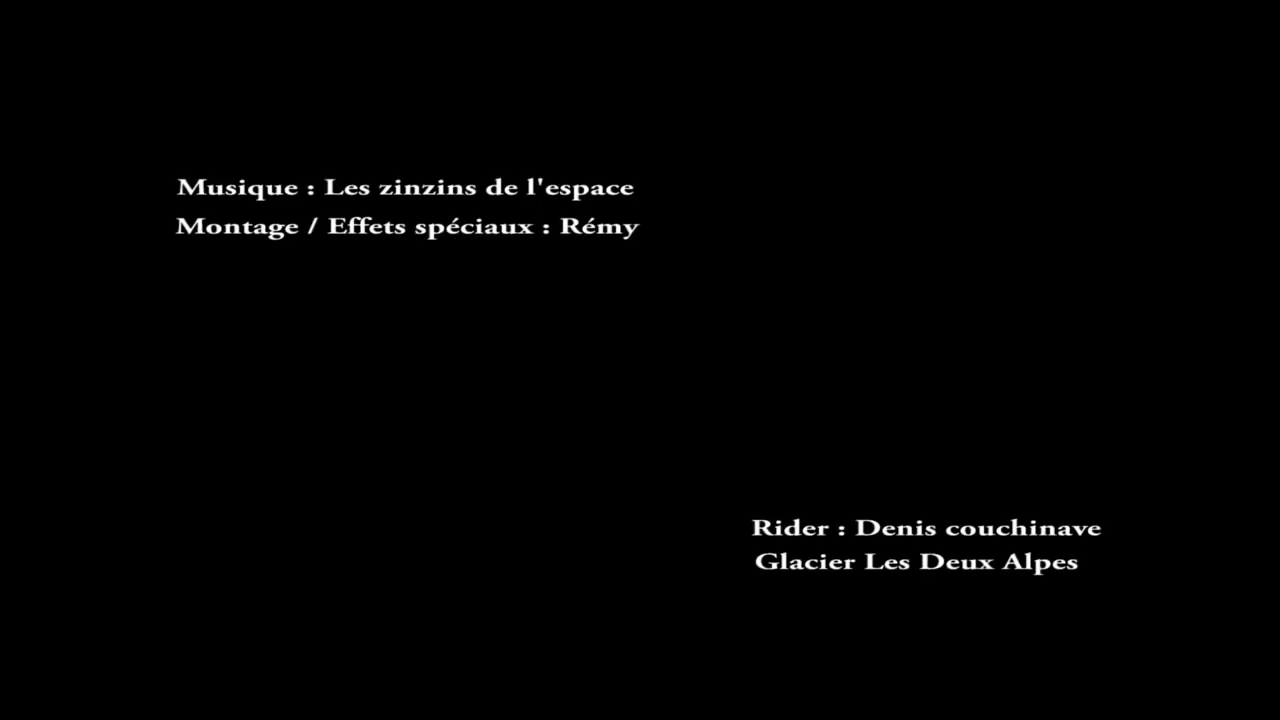 Musique : Les zinzins de l'espace
Montage / Effets spéciaux : Rémy
Rider : Denis couchinave
Glacier Les Deux Alpes